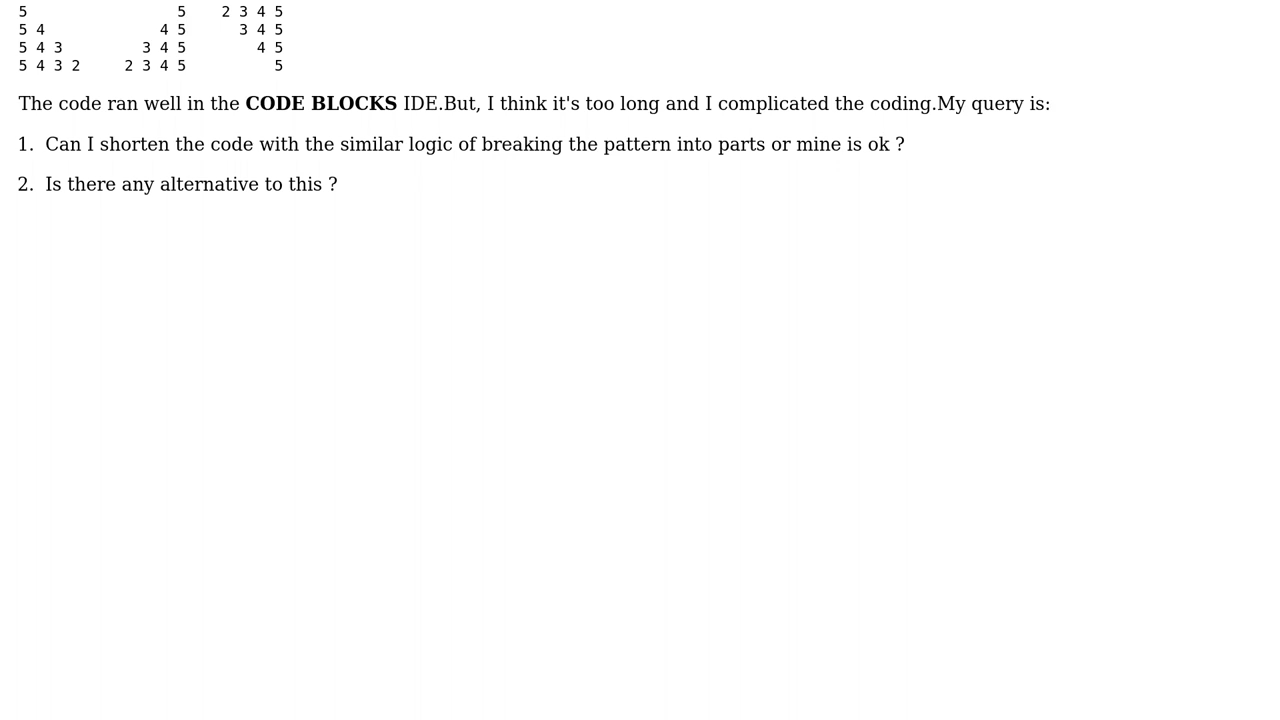 5                 5    2 3 4 5
5 4             4 5      3 4 5
5 4 3         3 4 5        4 5
5 4 3 2     2 3 4 5          5
The code ran well in the CODE BLOCKS IDE.But, I think it's too long and I complicated the coding.My query is:
1. Can I shorten the code with the similar logic of breaking the pattern into parts or mine is ok ?
2. Is there any alternative to this ?